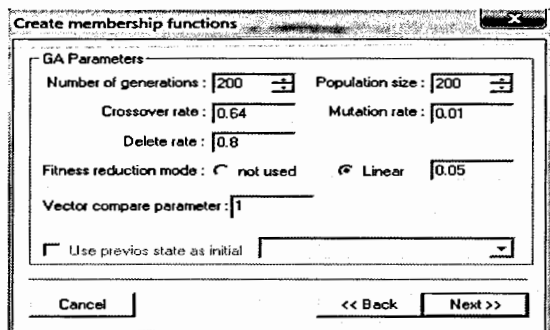 Create membership functions
GA Parameters
Number of generations : 200 Population size : 200
Crossover rate : 0.64 Mutation rate : 0.01
Delete rate : 0.8
Fitness reduction mode : not used Linear 0.05
Vector compare parameter : 1
Use previos state as initial
Cancel << Back Next >>